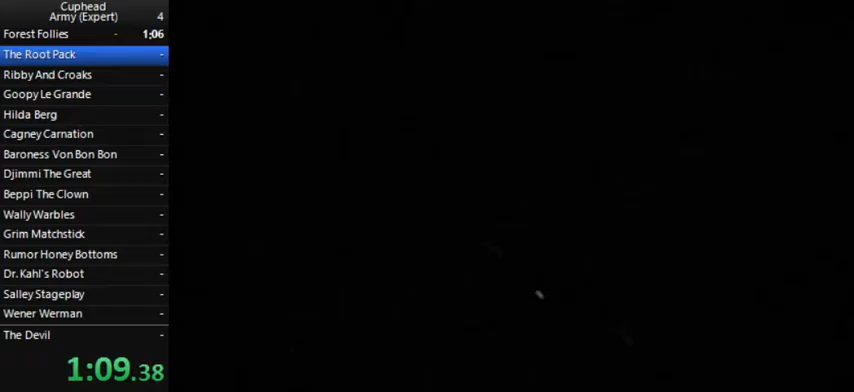 Cuphead
Army (Expert) 4
Forest Follies - 1:06
The Root Pack -
Ribby And Croaks -
Goopy Le Grande -
Hilda Berg -
Cagney Carnation -
Baroness Von Bon Bon -
Djimmi The Great -
Beppi The Clown -
Wally Warbles -
Grim Matchstick -
Rumor Honey Bottoms -
Dr. Kahl's Robot -
Salley Stageplay -
Wener Werman -
The Devil -
1:09.38